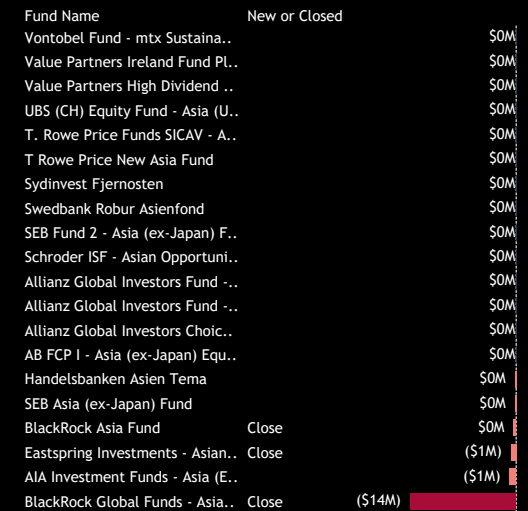 Fund Name New or Closed
Vontobel Fund - mtx Sustaina.. $0M
Value Partners Ireland Fund Pl.. $0M
Value Partners High Dividend .. $0M
UBS (CH) Equity Fund - Asia (U.. $0M
T. Rowe Price Funds SICAV - A.. $0M
T Rowe Price New Asia Fund $0M
Sydinvest Fjernosten $0M
Swedbank Robur Asienfond $0M
SEB Fund 2 - Asia (ex-Japan) F.. $0M
Schroder ISF - Asian Opportuni.. $0M
Allianz Global Investors Fund -.. $0M
Allianz Global Investors Fund -.. $0M
Allianz Global Investors Choic.. $0M
AB FCP I - Asia (ex-Japan) Equ.. $0M
Handelsbanken Asien Tema $0M
SEB Asia (ex-Japan) Fund $0M
BlackRock Asia Fund Close $0M
Eastspring Investments - Asian.. Close ($1M)
AIA Investment Funds - Asia (E.. ($1M)
BlackRock Global Funds - Asia.. Close ($14M)